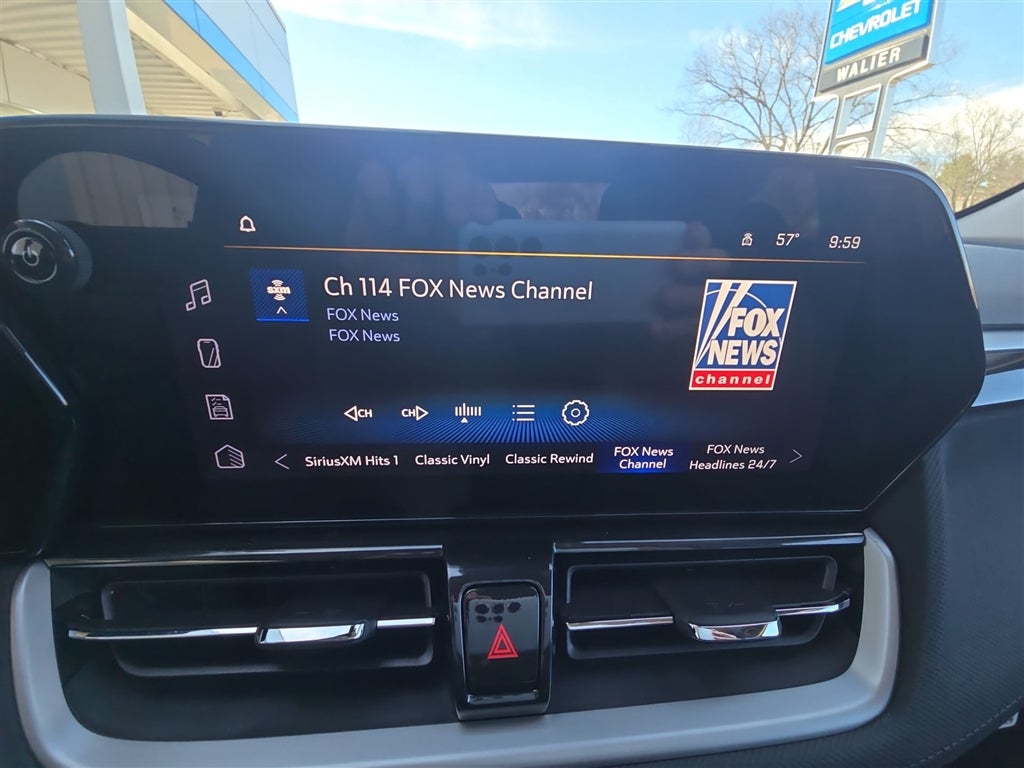 CHEVROLET
WALIER
57° 9:59
sxm
Ch 114 FOX News Channel
FOX News
FOX News
FOX
NEWS
channel
CH CH
SiriusXM Hits 1 Classic Vinyl Classic Rewind FOX News Channel FOX News Headlines 24/7